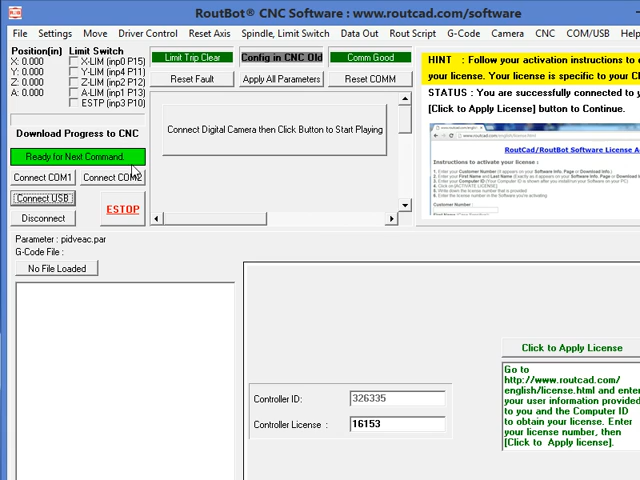 RoutBot® CNC Software : www.routcad.com/software
File Settings Move Driver Control Reset Axis Spindle, Limit Switch Data Out Rout Script G-Code Camera CNC COM/USB Help
Position(in) Limit Switch
X: 0.000 X-LIM (inp0 P15)
Y: 0.000 Y-LIM (inp4 P11)
Z: 0.000 Z-LIM (inp2 P12)
A: 0.000 A-LIM (inp1 P13)
ESTP (inp3 P10)
Limit Trip Clear Config in CNC Old Comm Good
Reset Fault Apply All Parameters Reset COMM
Download Progress to CNC
Ready for Next Command.
Connect COM1 Connect COM2
Connect USB
Disconnect
ESTOP
Connect Digital Camera then Click Button to Start Playing
HINT : Follow your activation instructions to
your license. Your license is specific to your
STATUS : You are successfully connected to
[Click to Apply License] button to Continue.
RoutCad/RoutBot Software License
Instructions to activate your license :
Customer Number :
Parameter : pidveac.par
G-Code File :
No File Loaded
Controller ID: 326335
Controller License : 16153
Click to Apply License
Go to
http://www.routcad.com/
english/license.html and enter
your user information provided
to you and the Computer ID
to obtain your license. Enter
your license number, then
[Click to Apply license].